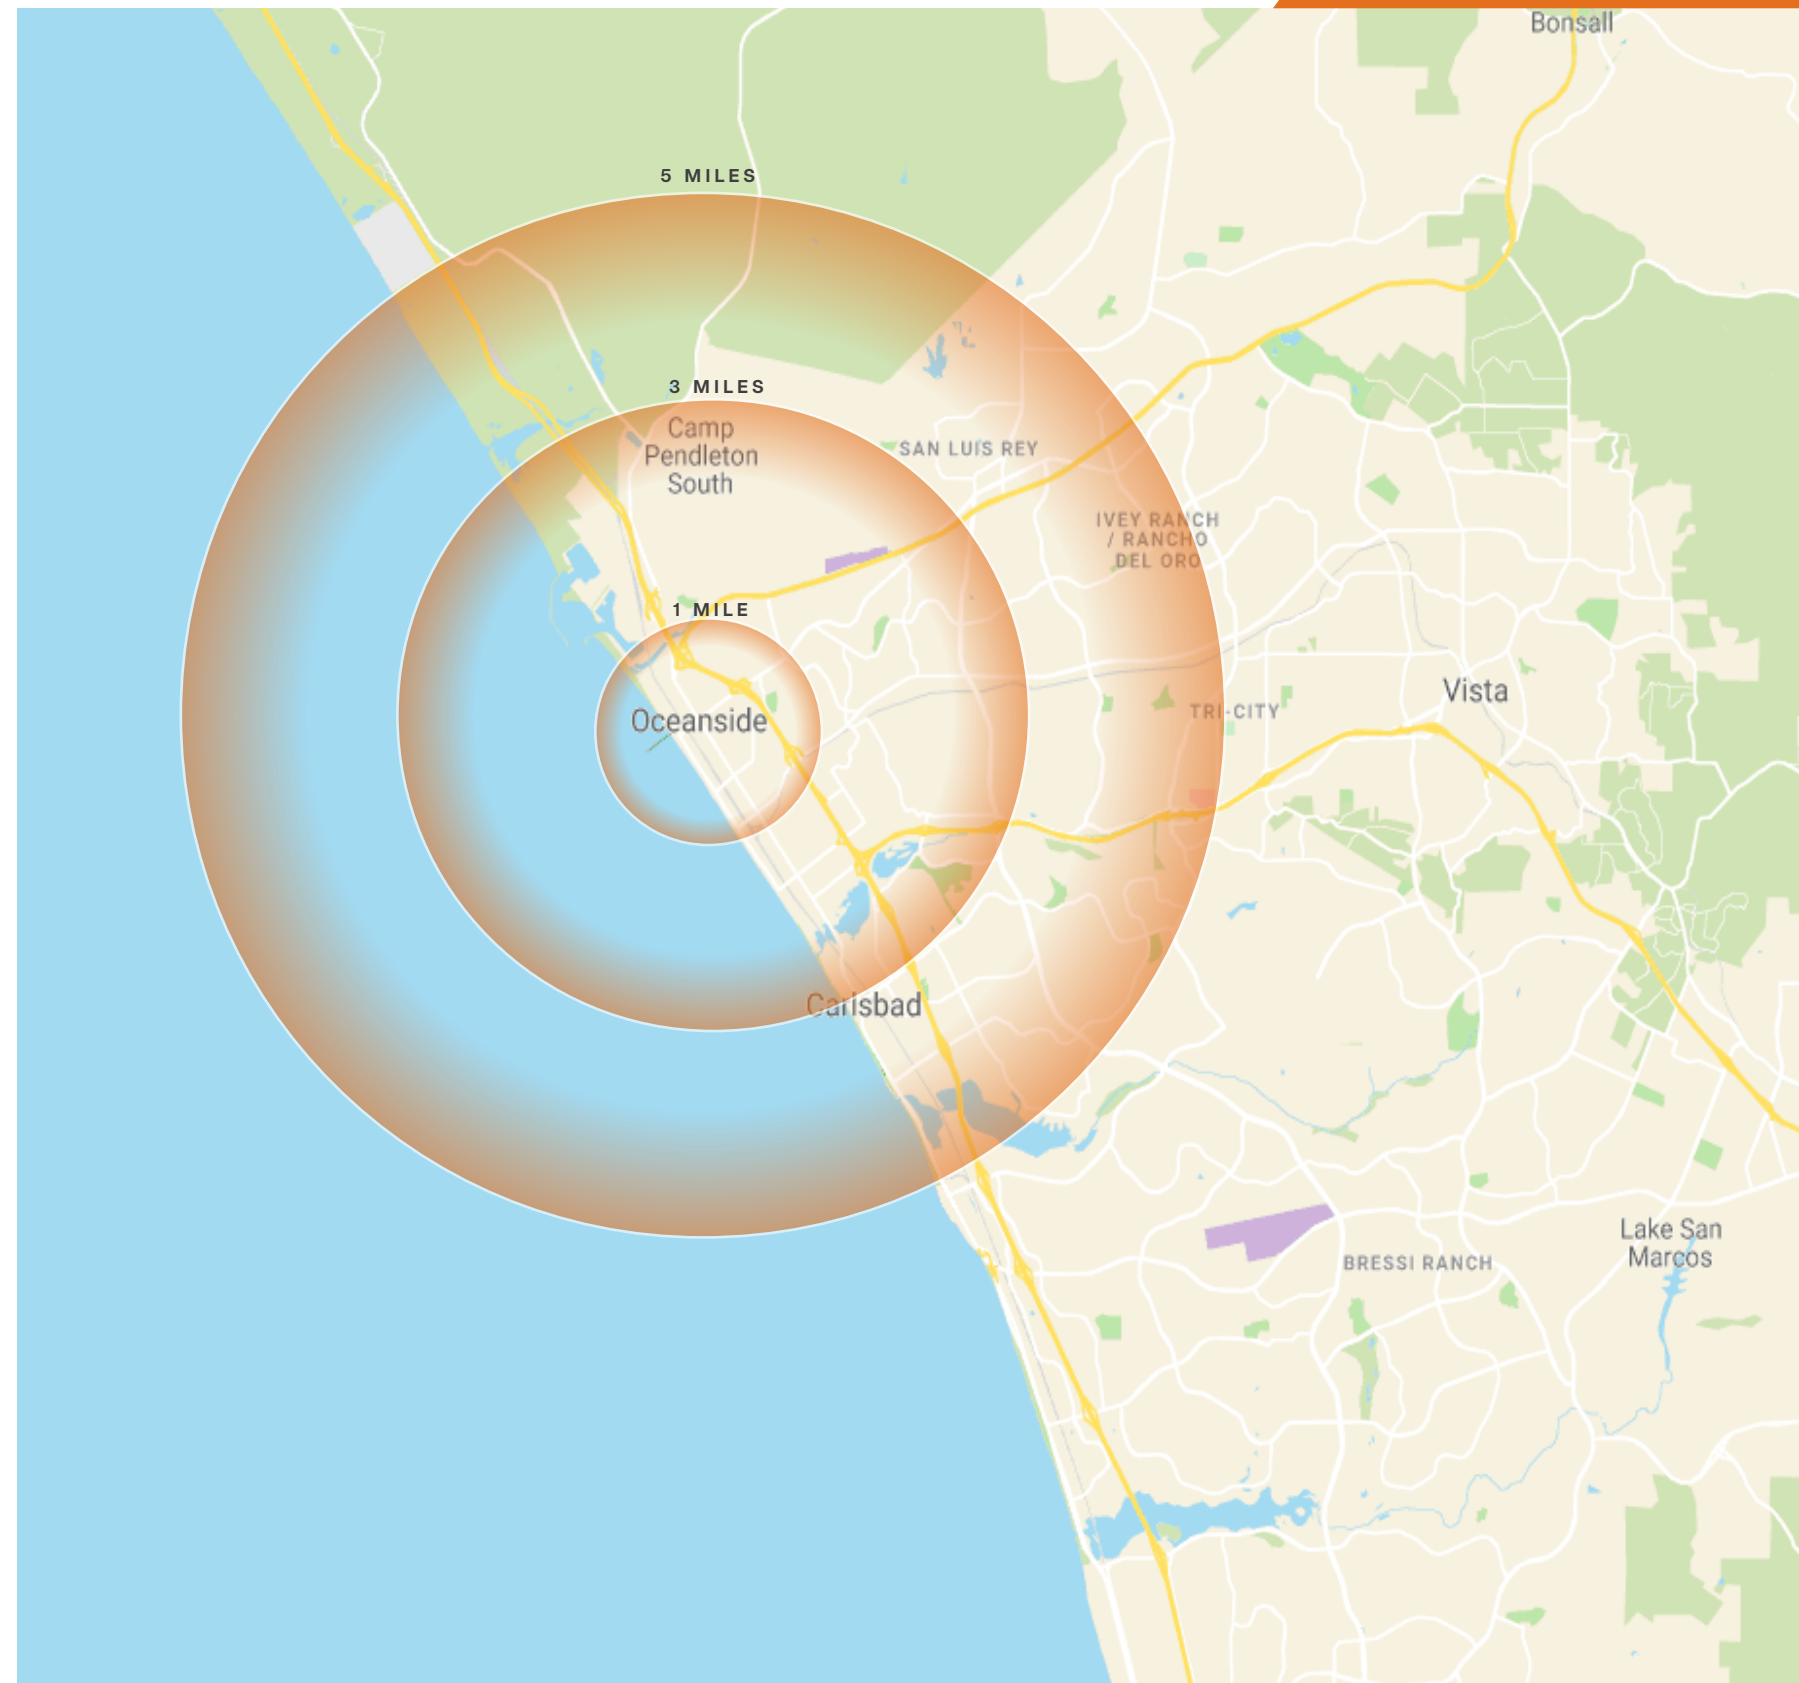 Bonsall
5 MILES
3 MILES
Camp
Pendleton
South
SAN LUIS REY
IVEY RANCH
/ RANCHO
DEL ORO
1 MILE
Vista
TRI-CITY
Oceanside
Carlsbad
Lake San
Marcos
BRESSI RANCH